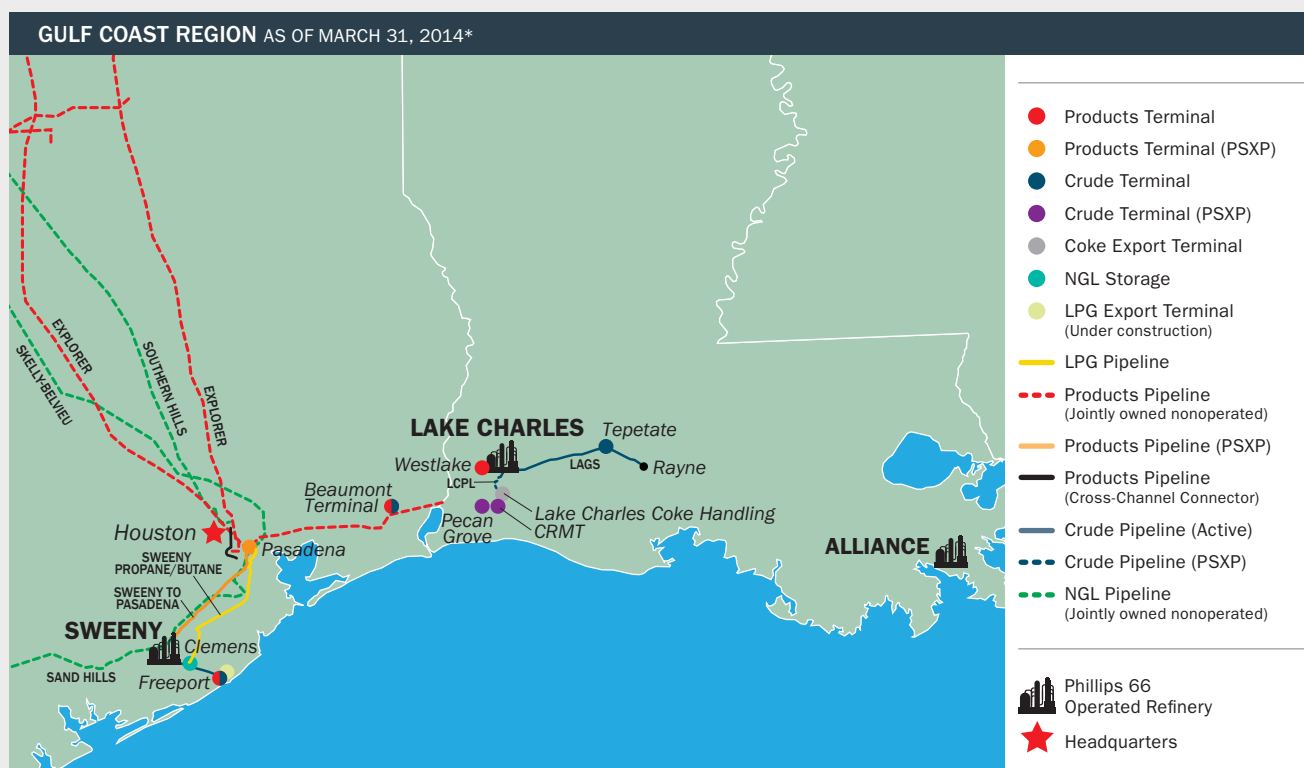 GULF COAST REGION AS OF MARCH 31, 2014*
EXPLORER
SKELLY-BELVIEU
SOUTHERN HILLS
EXPLORER
LAKE CHARLES
Tepetate
Westlake
LAGS
Rayne
LCPL
Beaumont
Terminal
Lake Charles Coke Handling
Pecan
Grove
CRMT
Houston
Pasadena
ALLIANCE
SWEENY
PROPANE/BUTANE
SWEENY TO
PASADENA
SWEENY
Clemens
SAND HILLS
Freeport
Products Terminal
Products Terminal (PSXP)
Crude Terminal
Crude Terminal (PSXP)
Coke Export Terminal
NGL Storage
LPG Export Terminal
(Under construction)
LPG Pipeline
Products Pipeline
(Jointly owned nonoperated)
Products Pipeline (PSXP)
Products Pipeline
(Cross-Channel Connector)
Crude Pipeline (Active)
Crude Pipeline (PSXP)
NGL Pipeline
(Jointly owned nonoperated)
Phillips 66
Operated Refinery
Headquarters